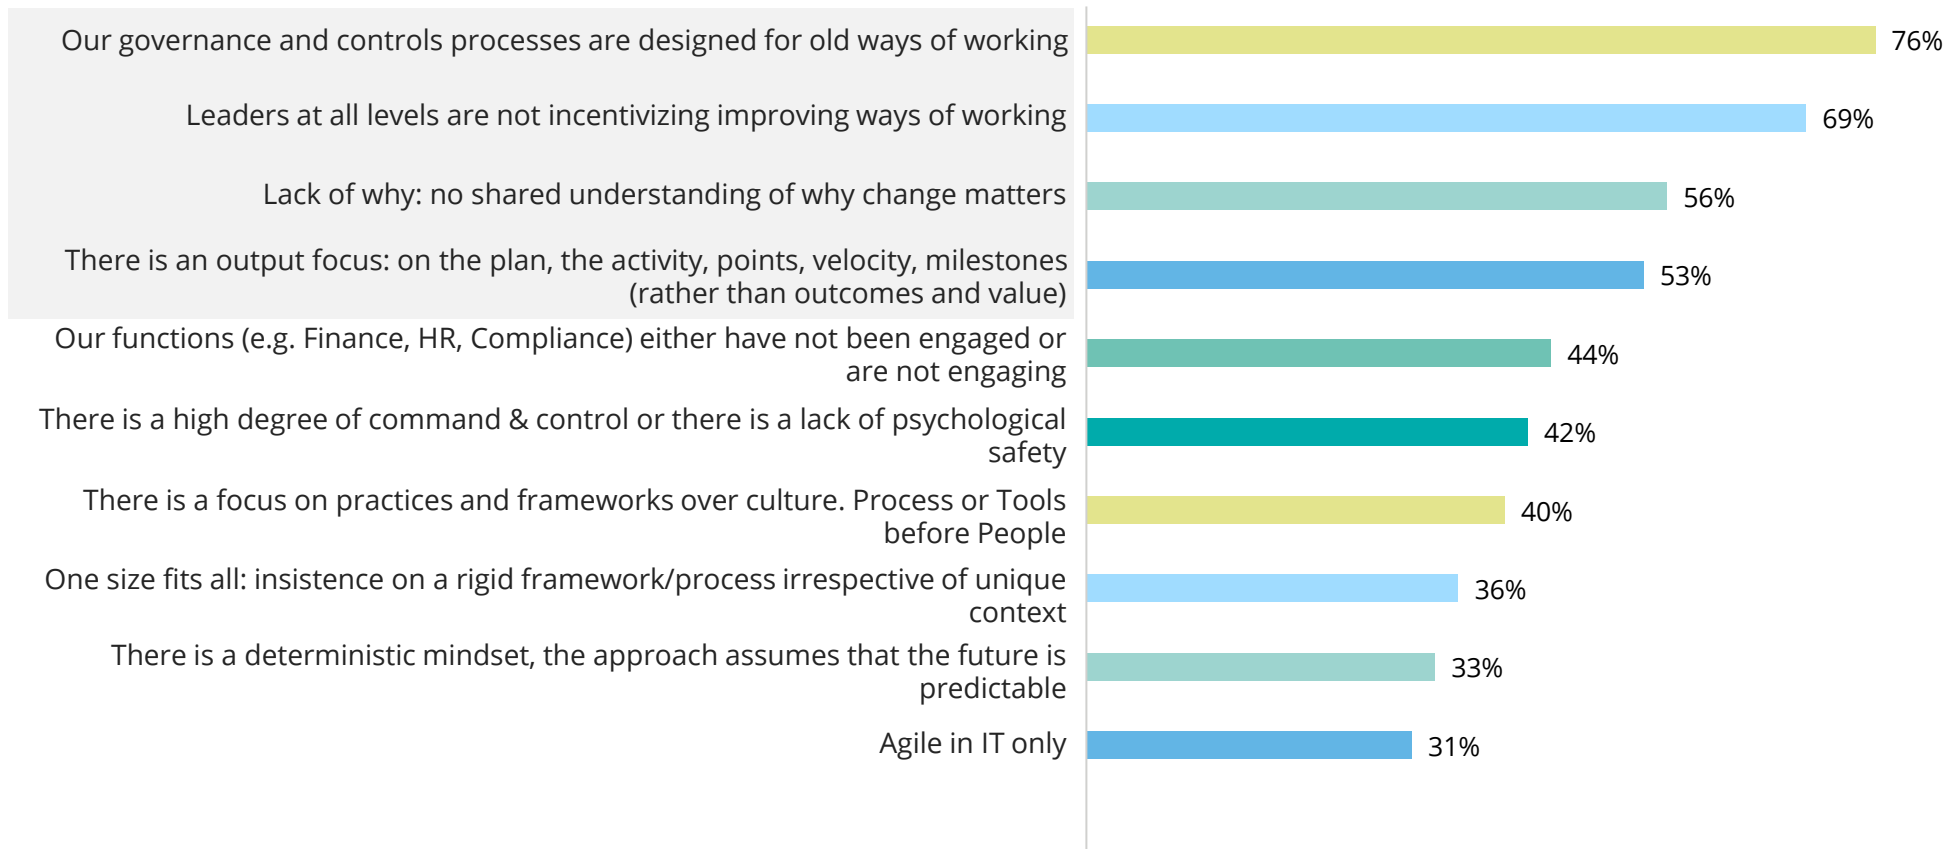 Our governance and controls processes are designed for old ways of working
76%
Leaders at all levels are not incentivizing improving ways of working
69%
Lack of why: no shared understanding of why change matters
56%
There is an output focus: on the plan, the activity, points, velocity, milestones
(rather than outcomes and value)
53%
Our functions (e.g. Finance, HR, Compliance) either have not been engaged or
are not engaging
44%
There is a high degree of command & control or there is a lack of psychological
safety
42%
There is a focus on practices and frameworks over culture. Process or Tools
before People
40%
One size fits all: insistence on a rigid framework/process irrespective of unique
context
36%
There is a deterministic mindset, the approach assumes that the future is
predictable
33%
Agile in IT only
31%